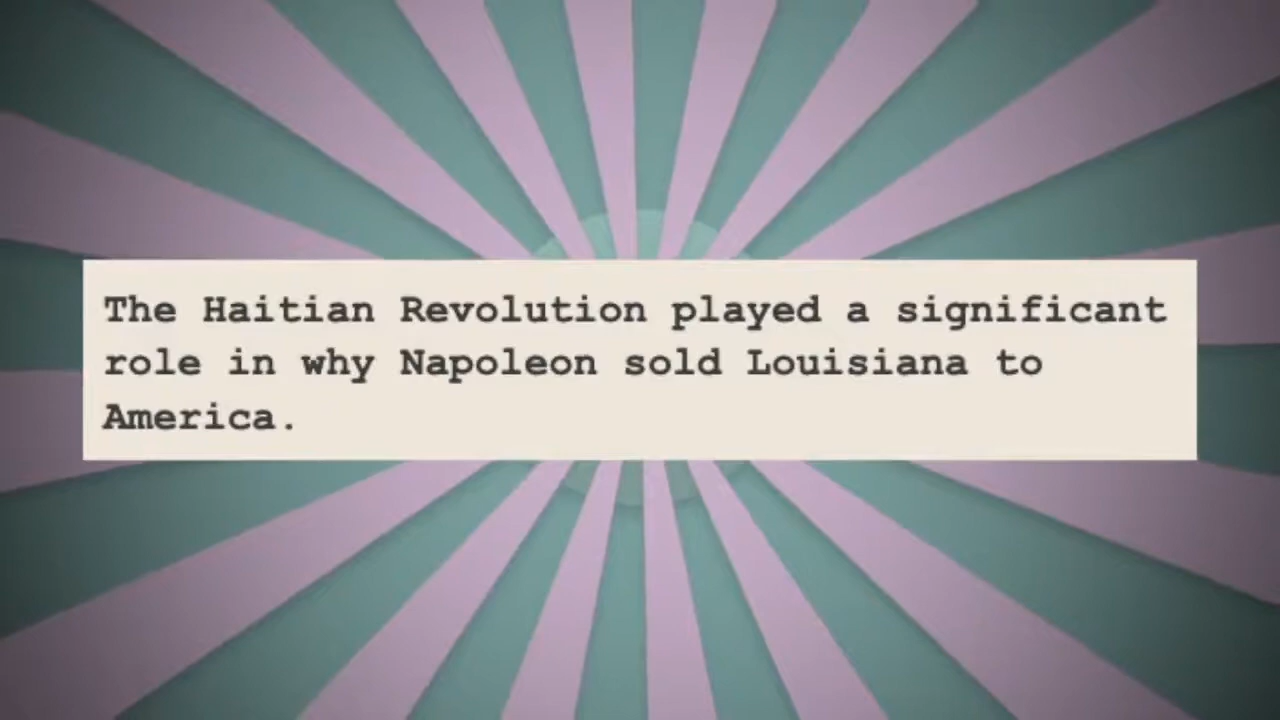 The Haitian Revolution played a significant
role in why Napoleon sold Louisiana to
America.